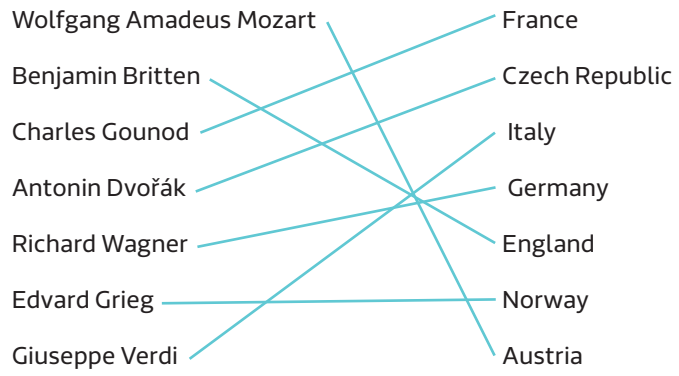 Wolfgang Amadeus Mozart
Benjamin Britten
Charles Gounod
Antonin Dvořák
Richard Wagner
Edvard Grieg
Giuseppe Verdi
France
Czech Republic
Italy
Germany
England
Norway
Austria